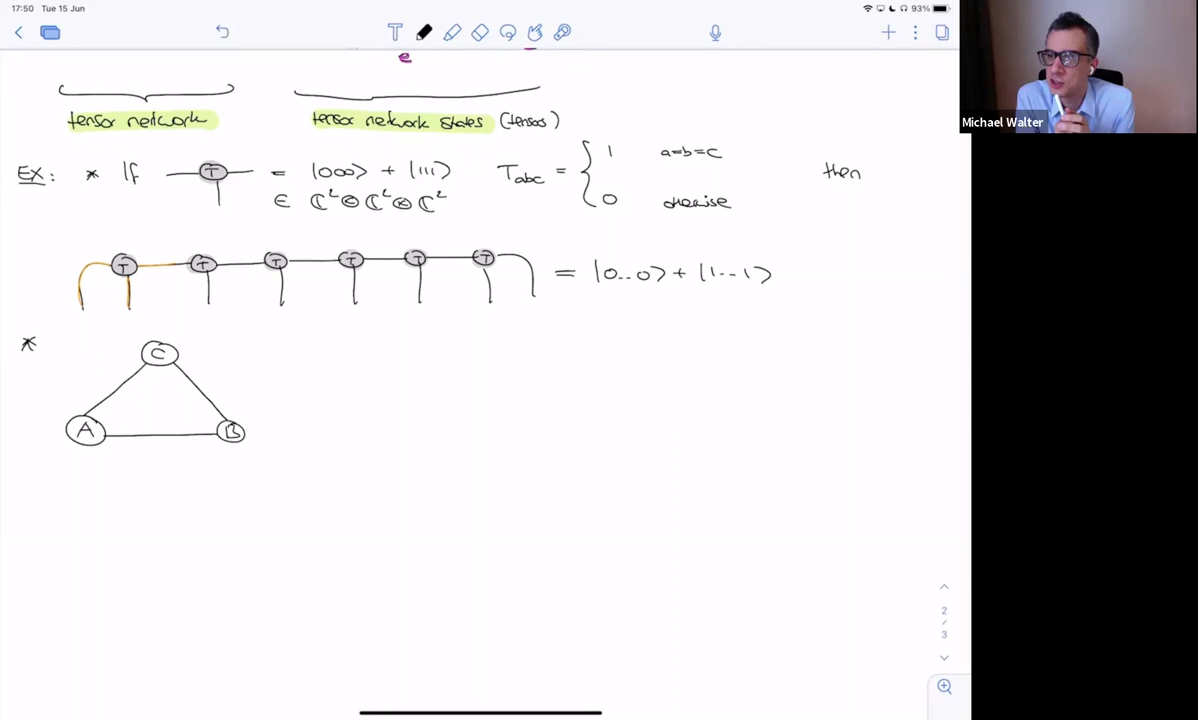 17:50 Tue 15 Jun
93%
e
tensor network
tensor network states (tensors)
EX: * If T = |000⟩ + |111⟩ T_abc = { 1 a=b=c then
∈ ℂ² ⊗ ℂ² ⊗ ℂ² 0 otherwise
T T T T T T = |0...0⟩ + |1...1⟩
*
C
A B
Michael Walter
2
/
3